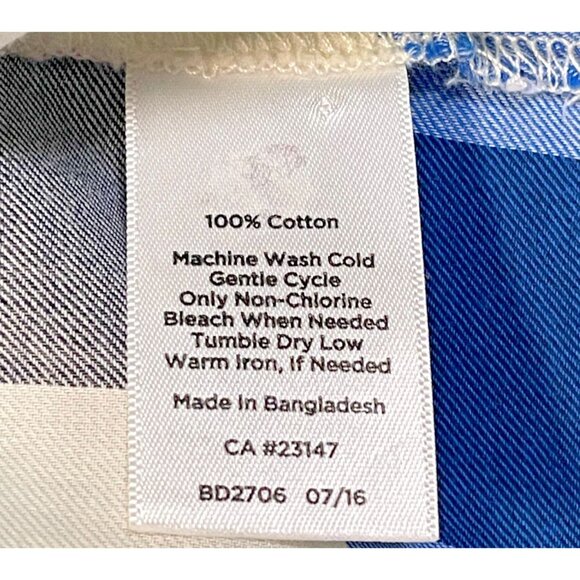 100% Cotton
Machine Wash Cold
Gentle Cycle
Only Non-Chlorine
Bleach When Needed
Tumble Dry Low
Warm Iron, If Needed
Made In Bangladesh
CA #23147
BD2706 07/16